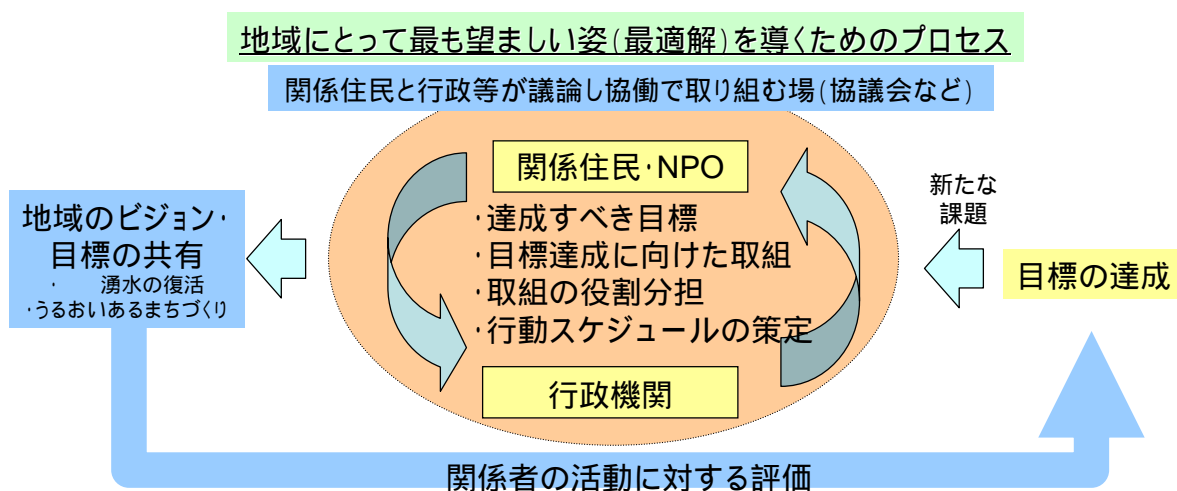 地域にとって最も望ましい姿(最適解)を導くためのプロセス
関係住民と行政等が議論し協働で取り組む場(協議会など)
関係住民・NPO
・達成すべき目標
・目標達成に向けた取組
・取組の役割分担
・行動スケジュールの策定
行政機関
地域のビジョン・
目標の共有
・　湧水の復活
・うるおいあるまちづくり
新たな
課題
目標の達成
関係者の活動に対する評価